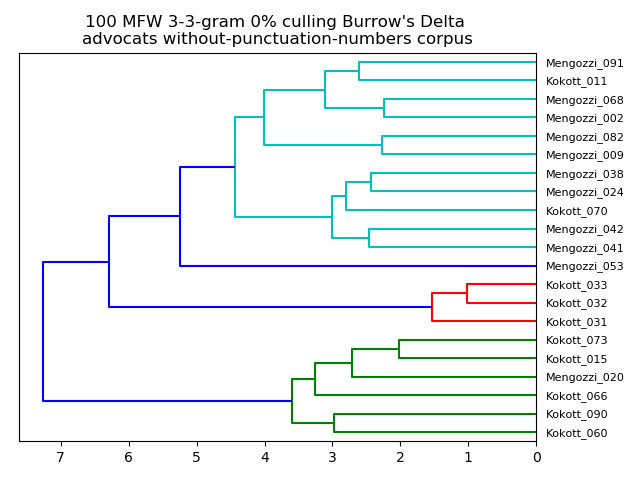 100 MFW 3-3-gram 0% culling Burrow's Delta
advocats without-punctuation-numbers corpus
Mengozzi_091
Kokott_011
Mengozzi_068
Mengozzi_002
Mengozzi_082
Mengozzi_009
Mengozzi_038
Mengozzi_024
Kokott_070
Mengozzi_042
Mengozzi_041
Mengozzi_053
Kokott_033
Kokott_032
Kokott_031
Kokott_073
Kokott_015
Mengozzi_020
Kokott_066
Kokott_090
Kokott_060
7 6 5 4 3 2 1 0